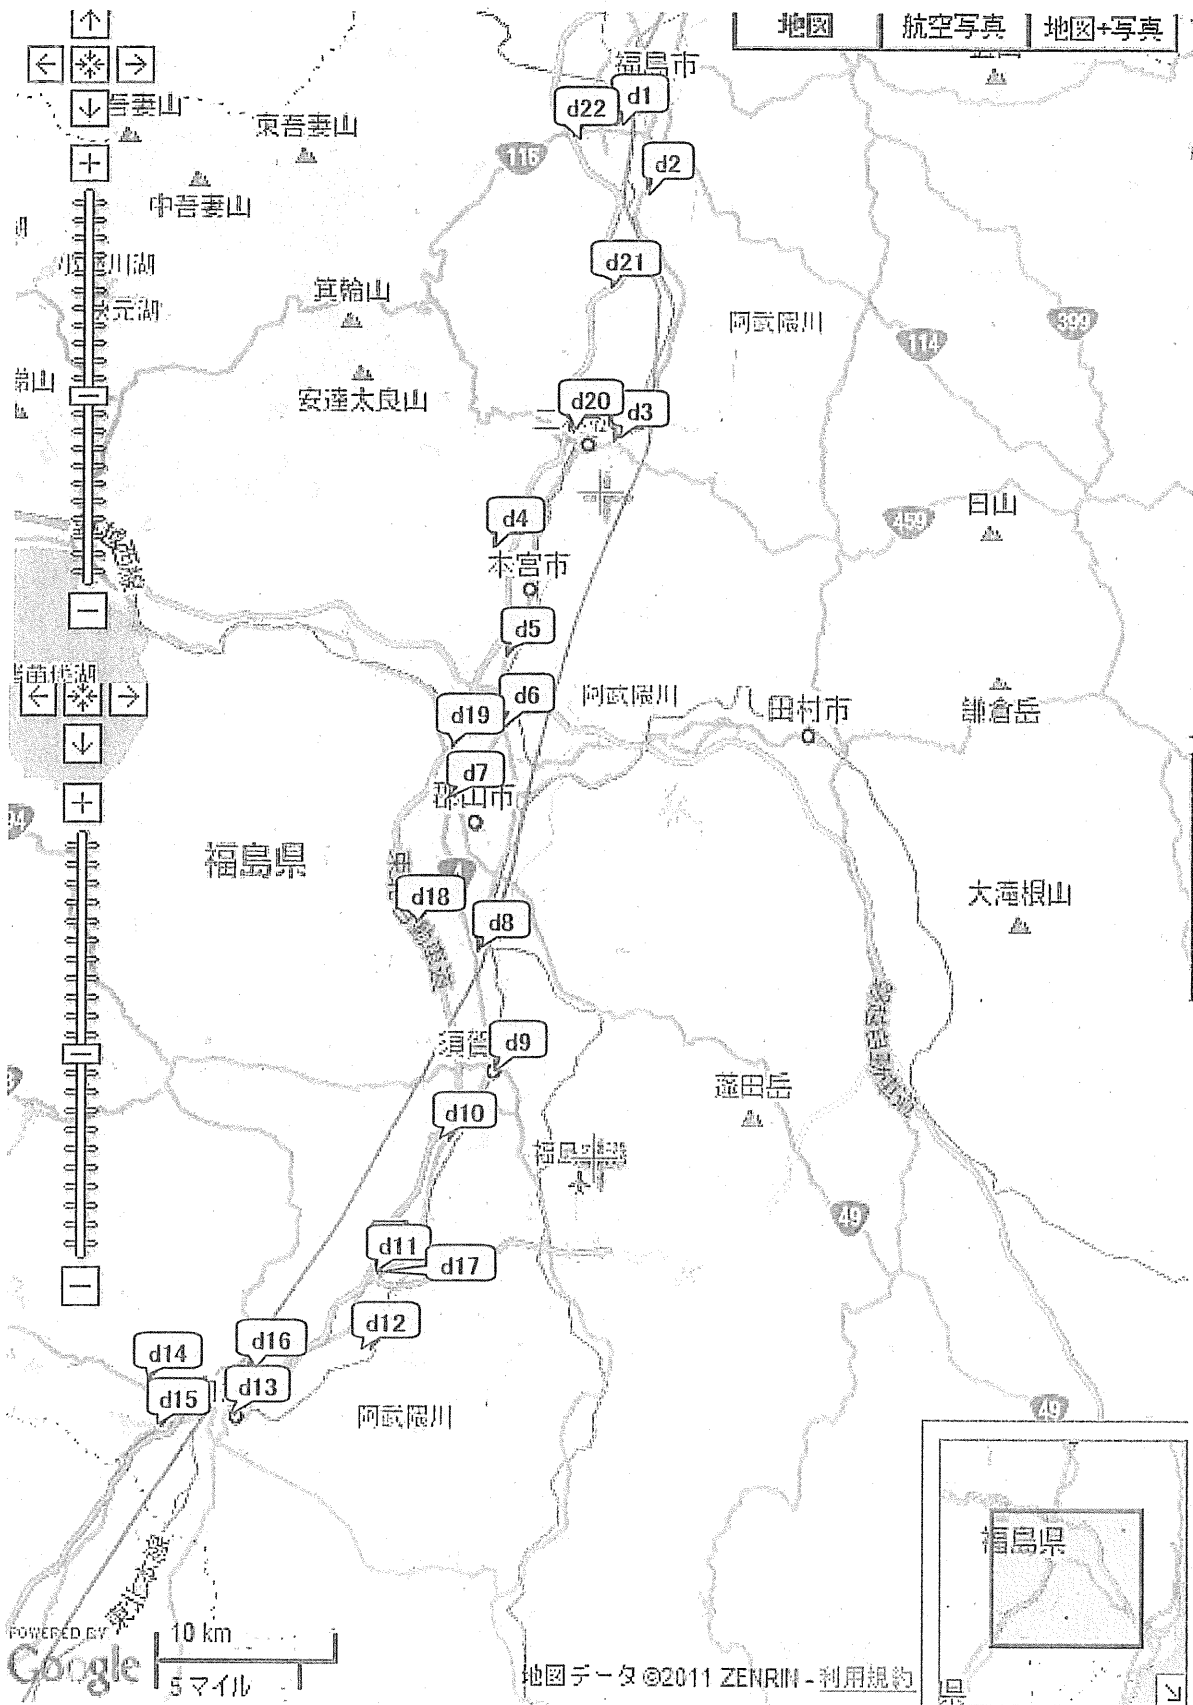 地図
航空写真
地図+写真
福島市
d1
d22
吾妻山
東吾妻山
115
d2
中吾妻山
d21
箕輪山
阿武隈川
399
114
安達太良山
d20
d3
d4
日山
459
本宮市
d5
d6
阿武隈川
田村市
鎌倉岳
d19
d7
郡山市
福島県
4
d18
大滝根山
d8
須賀
d9
蓬田岳
d10
49
d11
d17
d12
d16
d14
d13
d15
阿武隈川
49
福島県
東北本線
POWERED BY
Google
10 km
5 マイル
地図データ ©2011 ZENRIN - 利用規約
県